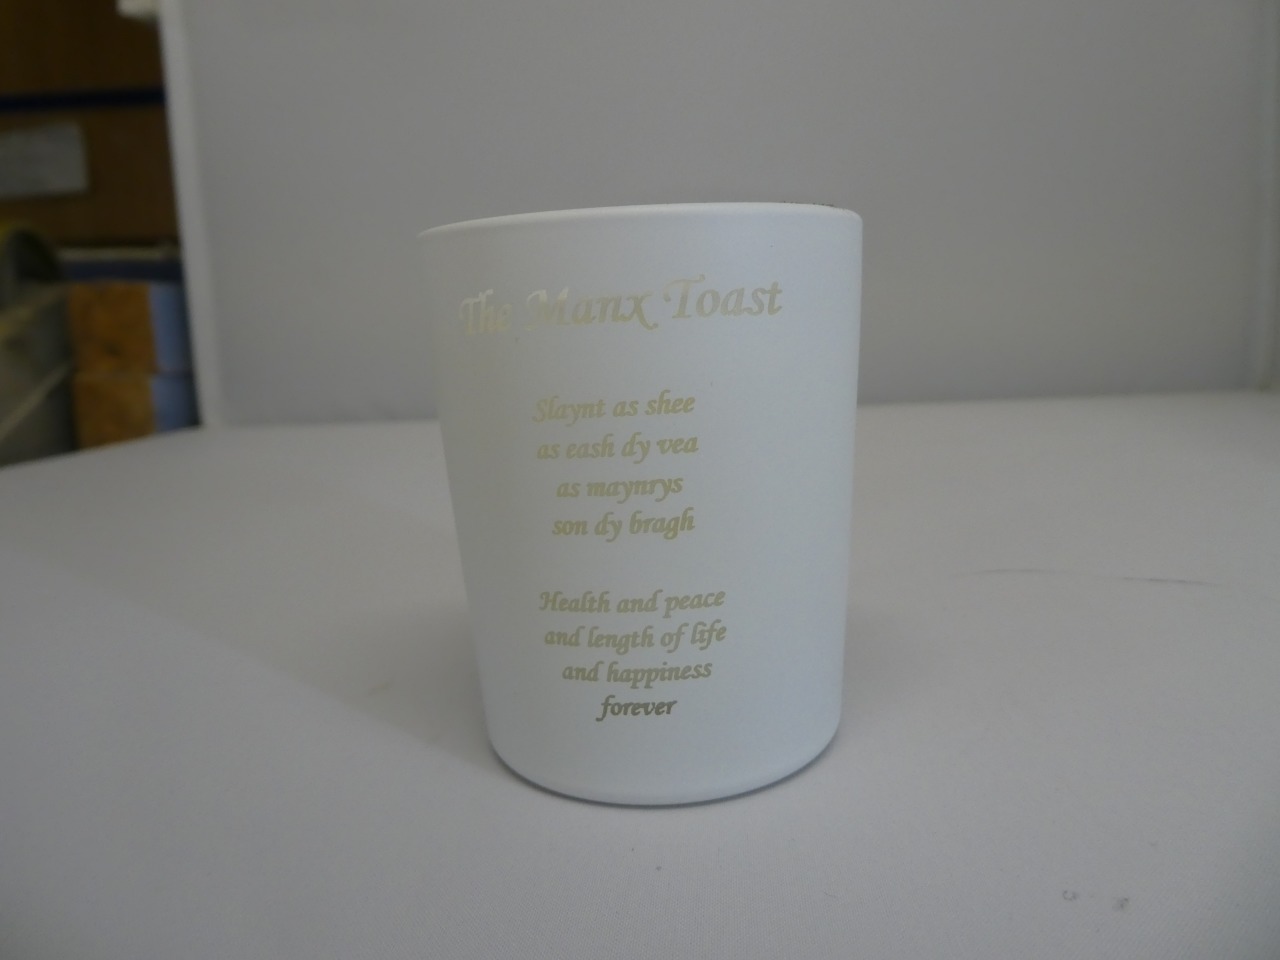 The Manx Toast
Slaynt as shee
as eash dy vea
as maynrys
son dy bragh
Health and peace
and length of life
and happiness
forever